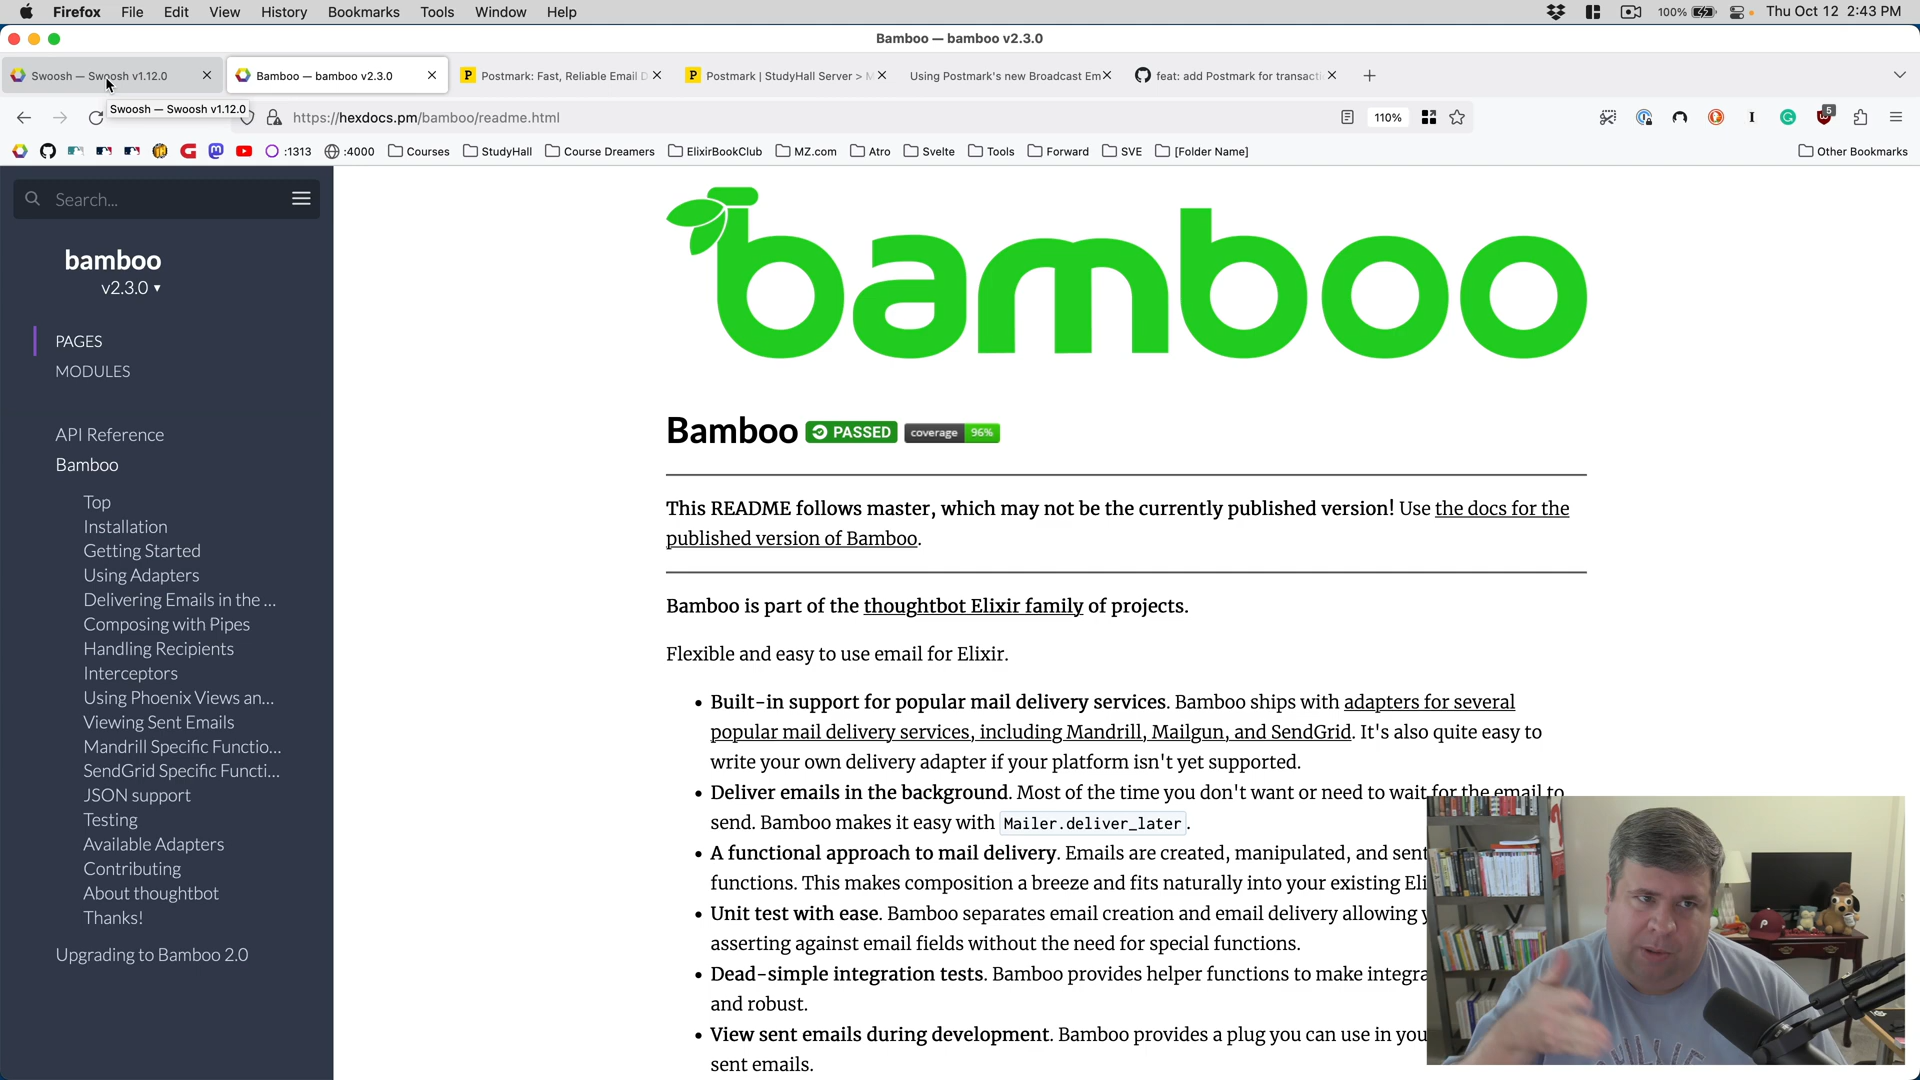 Firefox File Edit View History Bookmarks Tools Window Help 100% Thu Oct 12 2:43 PM
Bamboo — bamboo v2.3.0
Swoosh — Swoosh v1.12.0 Bamboo — bamboo v2.3.0 Postmark: Fast, Reliable Email D Postmark | StudyHall Server > M Using Postmark's new Broadcast Em feat: add Postmark for transacti
Swoosh — Swoosh v1.12.0
https://hexdocs.pm/bamboo/readme.html 110% 5
:1313 :4000 Courses StudyHall Course Dreamers ElixirBookClub MZ.com Atro Svelte Tools Forward SVE [Folder Name] Other Bookmarks
Search...
bamboo
v2.3.0
PAGES
MODULES
API Reference
Bamboo
Top
Installation
Getting Started
Using Adapters
Delivering Emails in the ...
Composing with Pipes
Handling Recipients
Interceptors
Using Phoenix Views an...
Viewing Sent Emails
Mandrill Specific Functio...
SendGrid Specific Functi...
JSON support
Testing
Available Adapters
Contributing
About thoughtbot
Thanks!
Upgrading to Bamboo 2.0
bamboo
Bamboo PASSED coverage 96%
This README follows master, which may not be the currently published version! Use the docs for the
published version of Bamboo.
Bamboo is part of the thoughtbot Elixir family of projects.
Flexible and easy to use email for Elixir.
• Built-in support for popular mail delivery services. Bamboo ships with adapters for several
popular mail delivery services, including Mandrill, Mailgun, and SendGrid. It's also quite easy to
write your own delivery adapter if your platform isn't yet supported.
• Deliver emails in the background. Most of the time you don't want or need to wait for the email to
send. Bamboo makes it easy with Mailer.deliver_later.
• A functional approach to mail delivery. Emails are created, manipulated, and sent
functions. This makes composition a breeze and fits naturally into your existing Eli
• Unit test with ease. Bamboo separates email creation and email delivery allowing y
asserting against email fields without the need for special functions.
• Dead-simple integration tests. Bamboo provides helper functions to make integra
and robust.
• View sent emails during development. Bamboo provides a plug you can use in you
sent emails.